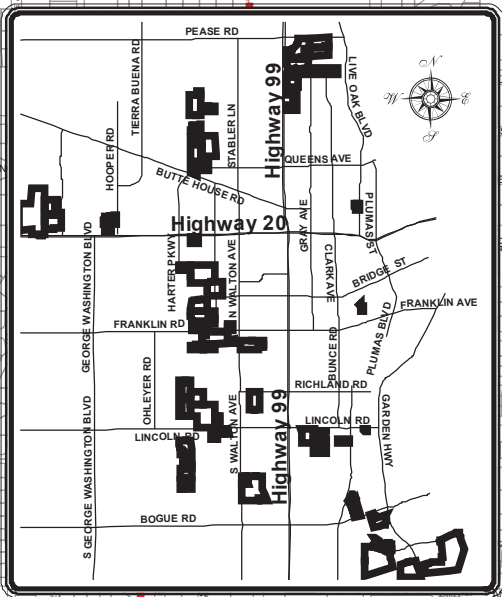 PEASE RD
TIERRA BUENA RD
Highway 99
LIVE OAK BLVD
N
W
E
S
HOOPER RD
STABLER LN
QUEENS AVE
BUTTE HOUSE RD
Highway 20
GRAY AVE
PLUMAS ST
GEORGE WASHINGTON BLVD
HARTER PKWY
N WALTON AVE
CLARK AVE
BRIDGE ST
FRANKLIN AVE
FRANKLIN RD
PLUMAS BLVD
BUNCE RD
OHLEYER RD
RICHLAND RD
S GEORGE WASHINGTON BLVD
LINCOLN RD
S WALTON AVE
Highway 99
LINCOLN RD
GARDEN HWY
BOGUE RD